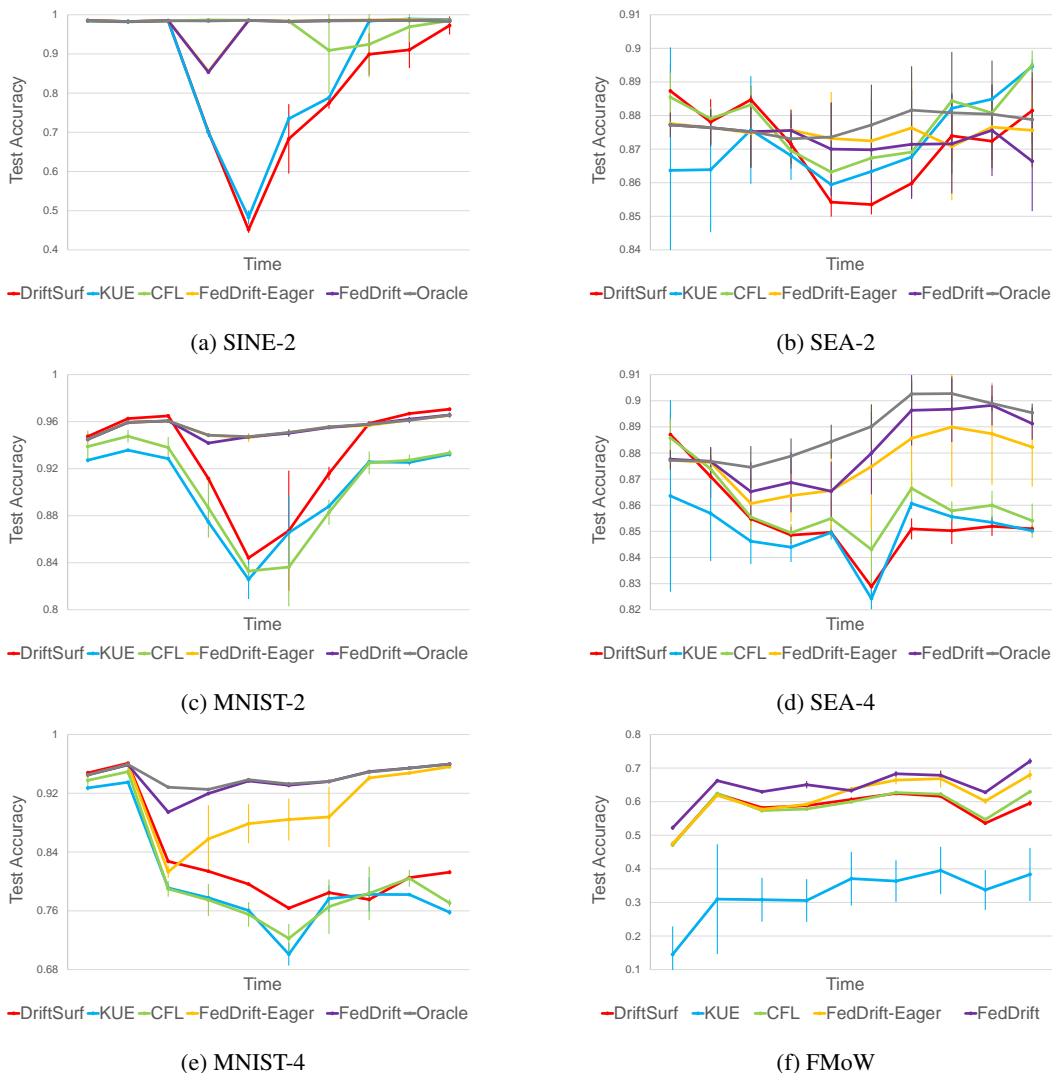 1
0.9
0.8
0.7
0.6
0.5
0.4
Test Accuracy
Time
DriftSurf KUE CFL FedDrift-Eager FedDrift Oracle
(a) SINE-2
0.91
0.9
0.89
0.88
0.87
0.86
0.85
0.84
Test Accuracy
Time
DriftSurf KUE CFL FedDrift-Eager FedDrift Oracle
(b) SEA-2
1
0.96
0.92
0.88
0.84
0.8
Test Accuracy
Time
DriftSurf KUE CFL FedDrift-Eager FedDrift Oracle
(c) MNIST-2
0.91
0.9
0.89
0.88
0.87
0.86
0.85
0.84
0.83
0.82
Test Accuracy
Time
DriftSurf KUE CFL FedDrift-Eager FedDrift Oracle
(d) SEA-4
1
0.92
0.84
0.76
0.68
Test Accuracy
Time
DriftSurf KUE CFL FedDrift-Eager FedDrift Oracle
(e) MNIST-4
0.8
0.7
0.6
0.5
0.4
0.3
0.2
0.1
Test Accuracy
Time
DriftSurf KUE CFL FedDrift-Eager FedDrift
(f) FMoW